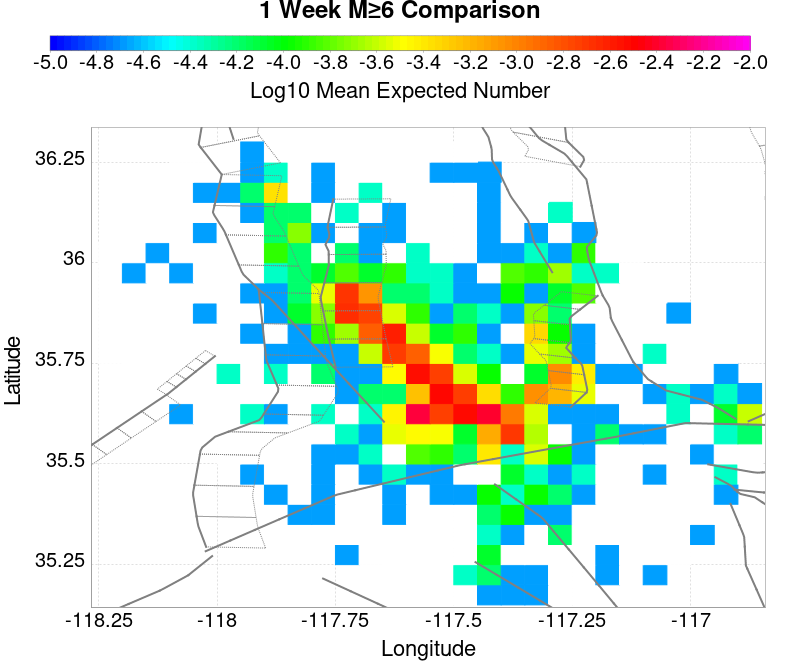 1 Week M≥6 Comparison
-5.0 -4.8 -4.6 -4.4 -4.2 -4.0 -3.8 -3.6 -3.4 -3.2 -3.0 -2.8 -2.6 -2.4 -2.2 -2.0
Log10 Mean Expected Number
36.25
36
35.75
35.5
35.25
Latitude
-118.25 -118 -117.75 -117.5 -117.25 -117
Longitude